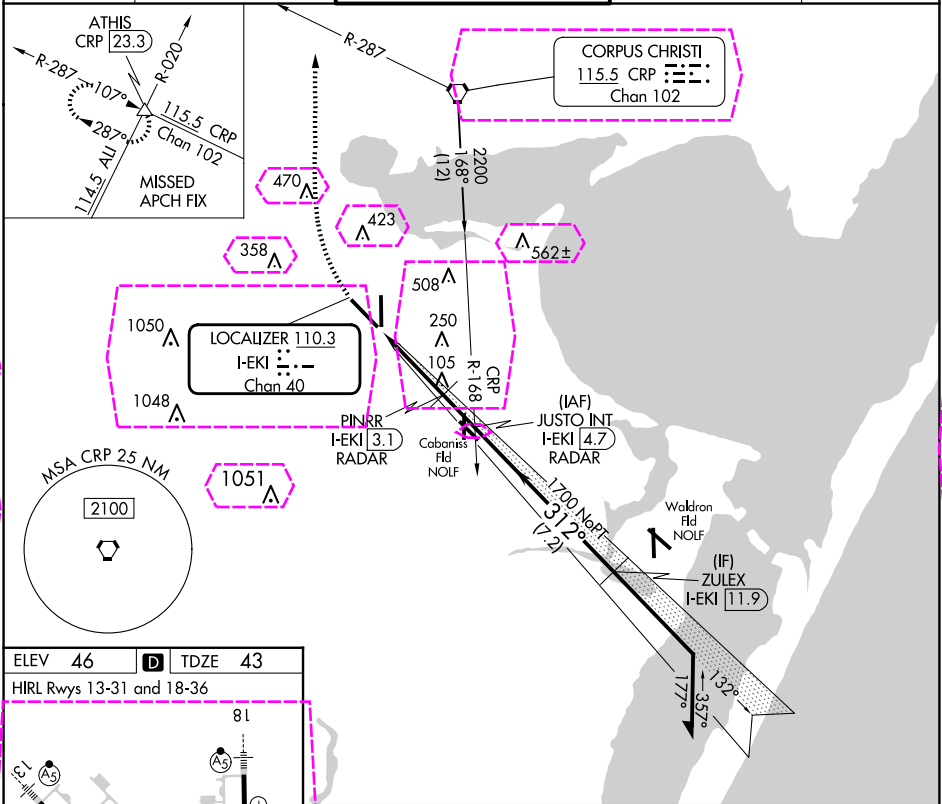 ATHIS
CRP 23.3
R-020
R-287
107°
287°
115.5 CRP
Chan 102
114.5 ALI
MISSED
APCH FIX
R-287
CORPUS CHRISTI
115.5 CRP
Chan 102
2200
168°
(12)
470
423
562±
358
508
250
105
1050
LOCALIZER 110.3
I-EKI
Chan 40
1048
CRP
R-168
PINRR
I-EKI 3.1
RADAR
Cabaniss
Fld
NOLF
(IAF)
JUSTO INT
I-EKI 4.7
RADAR
1051
MSA CRP 25 NM
2100
1700 NoPT
312°
(7.2)
Waldron
Fld
NOLF
(IF)
ZULEX
I-EKI 11.9
132°
177°
357°
ELEV 46 D TDZE 43
HIRL Rwys 13-31 and 18-36
18
A5
13
A5